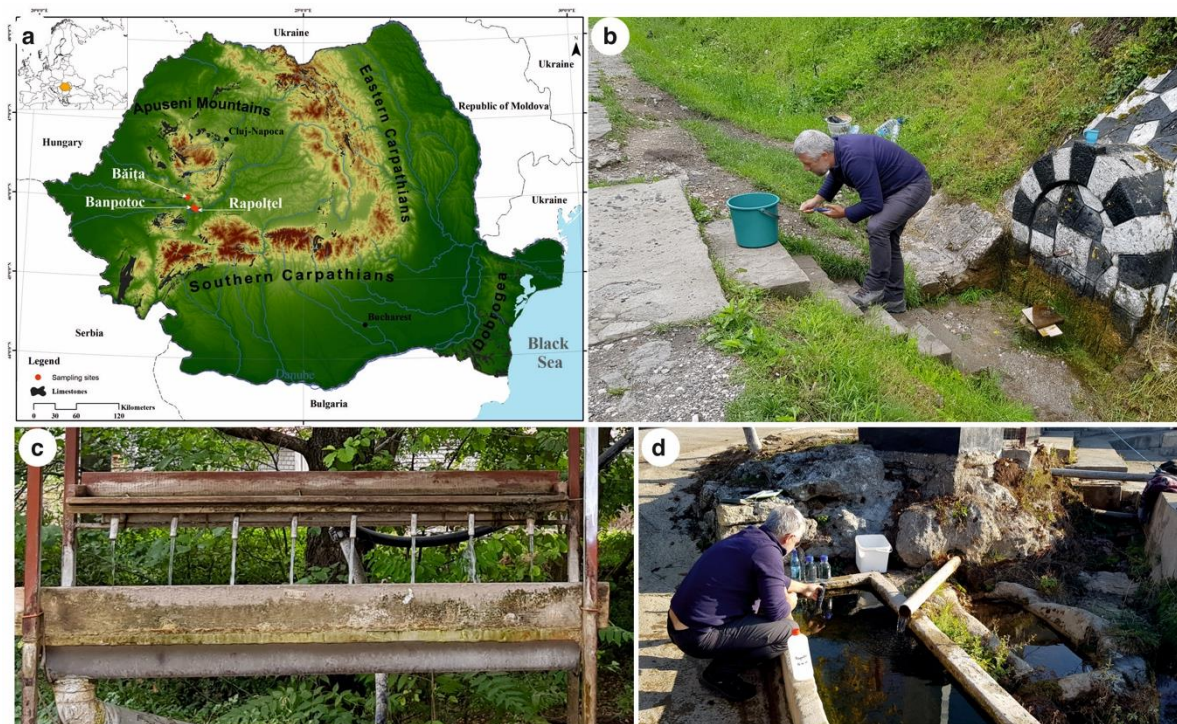 a
Ukraine
N
Ukraine
Republic of Moldova
Eastern Carpathians
Apuseni Mountains
Cluj-Napoca
Hungary
Băița
Banpotoc
Rapolțel
Ukraine
Southern Carpathians
Bucharest
Dobrogea
Serbia
Black
Sea
Legend
Sampling sites
Limestones
Danube
Bulgaria
Kilometers
0 30 60 120
b
c
d